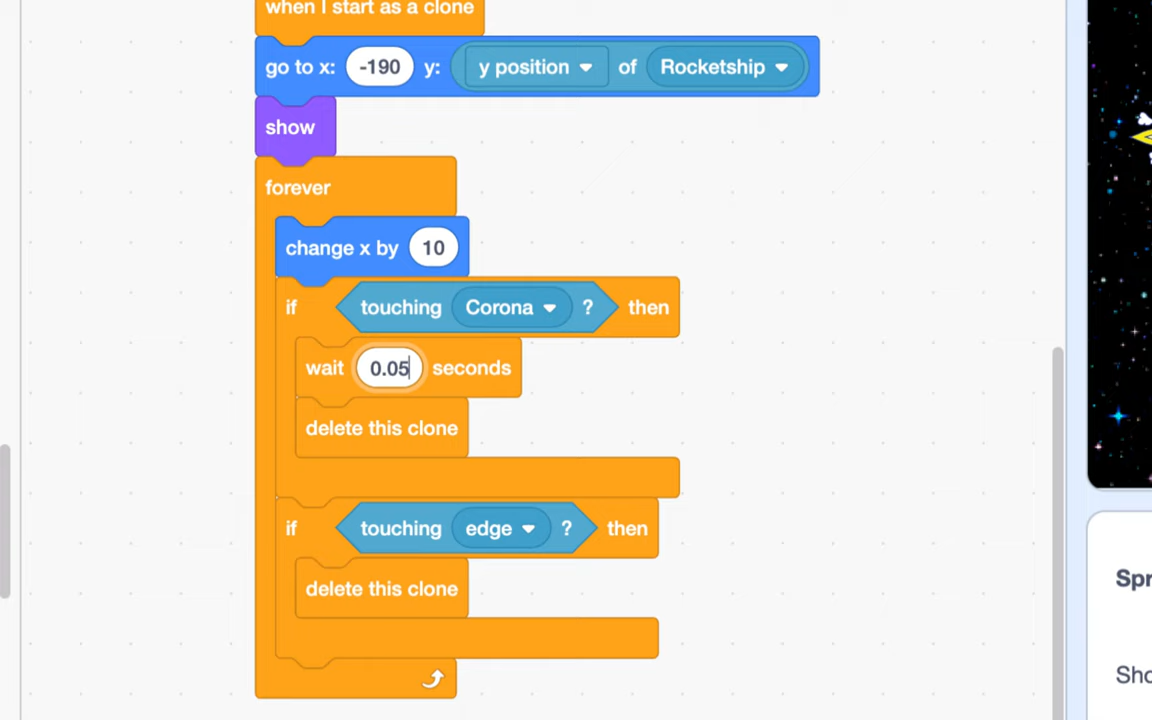 when I start as a clone
go to x: -190 y: y position of Rocketship
show
forever
change x by 10
if touching Corona ? then
wait 0.05 seconds
delete this clone
if touching edge ? then
delete this clone
Spr
Sho